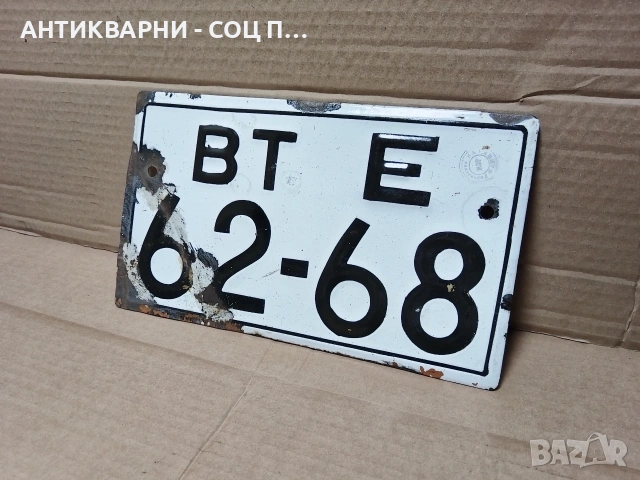 АНТИКВАРНИ - СОЦ П...
ВТ Е
62-68
BAZAR